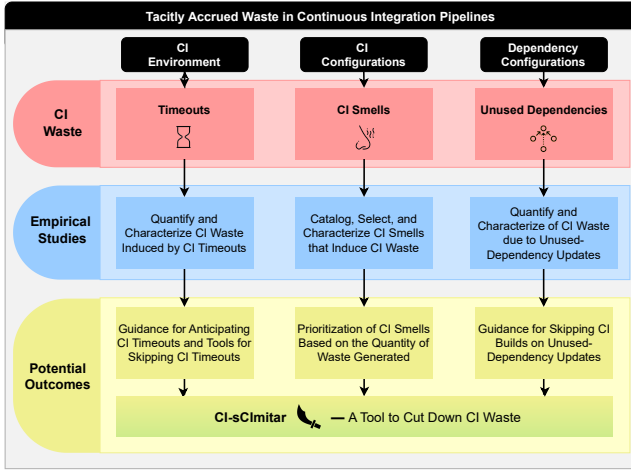 Tacitly Accrued Waste in Continuous Integration Pipelines
CI
Environment
CI
Configurations
Dependency
Configurations
CI
Waste
Timeouts
CI Smells
Unused Dependencies
Empirical
Studies
Quantify and
Characterize CI Waste
Induced by CI Timeouts
Catalog, Select, and
Characterize CI Smells
that Induce CI Waste
Quantify and
Characterize of CI Waste
due to Unused-
Dependency Updates
Potential
Outcomes
Guidance for Anticipating
CI Timeouts and Tools for
Skipping CI Timeouts
Prioritization of CI Smells
Based on the Quantity of
Waste Generated
Guidance for Skipping CI
Builds on Unused-
Dependency Updates
CI-sCImitar — A Tool to Cut Down CI Waste